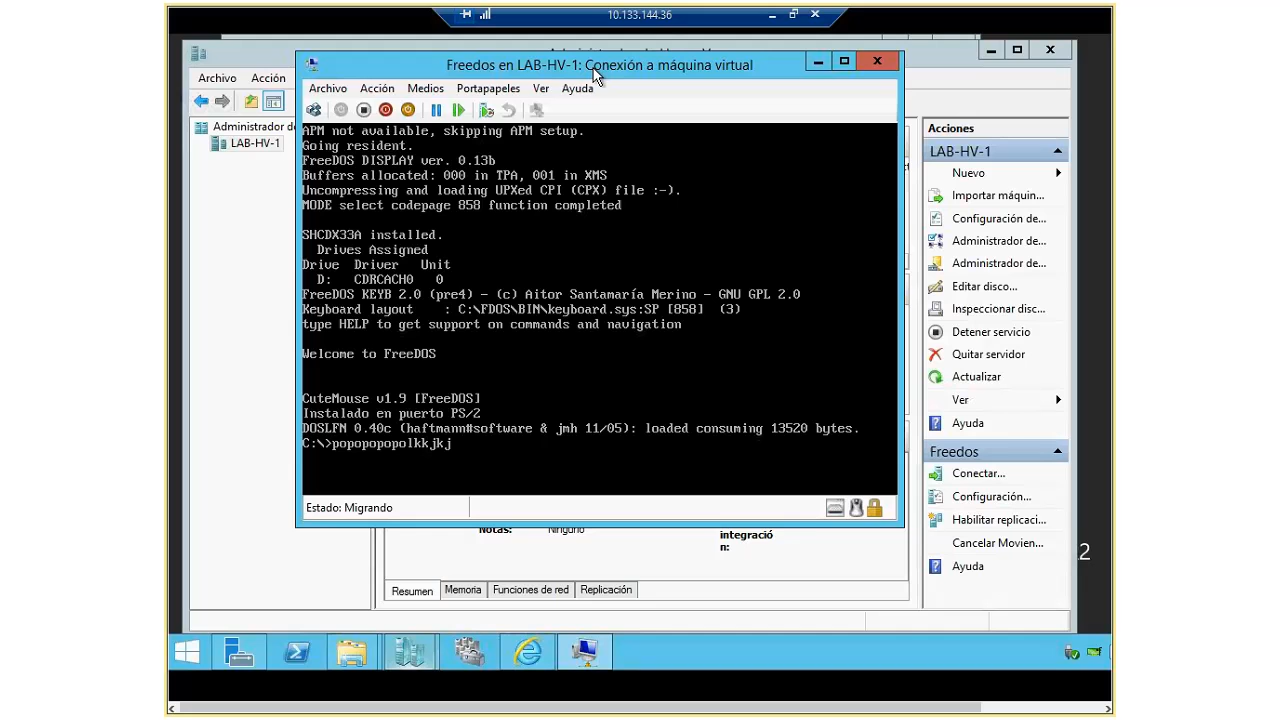 10.133.144.36
Freedos en LAB-HV-1: Conexión a máquina virtual
Archivo Acción
Archivo Acción Medios Portapapeles Ver Ayuda
Administrador d
LAB-HV-1
APM not available, skipping APM setup.
Going resident.
FreeDOS DISPLAY ver. 0.13b
Buffers allocated: 000 in TPA, 001 in XMS
Uncompressing and loading UPXed CPI (CPX) file :-).
MODE select codepage 858 function completed
SHCDX33A installed.
Drives Assigned
Drive Driver Unit
D: CDRCACH0 0
FreeDOS KEYB 2.0 (pre4) - (c) Aitor Santamaría Merino - GNU GPL 2.0
Keyboard layout : C:\FDOS\BIN\keyboard.sys:SP [858] (3)
type HELP to get support on commands and navigation
Welcome to FreeDOS
CuteMouse v1.9 [FreeDOS]
Instalado en puerto PS/2
DOSLFN 0.40c (haftmann#software & jmh 11/05): loaded consuming 13520 bytes.
C:\>popopopopolkkjkj
Estado: Migrando
Notas: Ninguno
integració
n:
Resumen Memoria Funciones de red Replicación
Acciones
LAB-HV-1
Nuevo
Importar máquin...
Configuración de...
Administrador de...
Administrador de...
Editar disco...
Inspeccionar disc...
Detener servicio
Quitar servidor
Actualizar
Ver
Ayuda
Freedos
Conectar...
Configuración...
Habilitar replicaci...
Cancelar Movien...
Ayuda
2